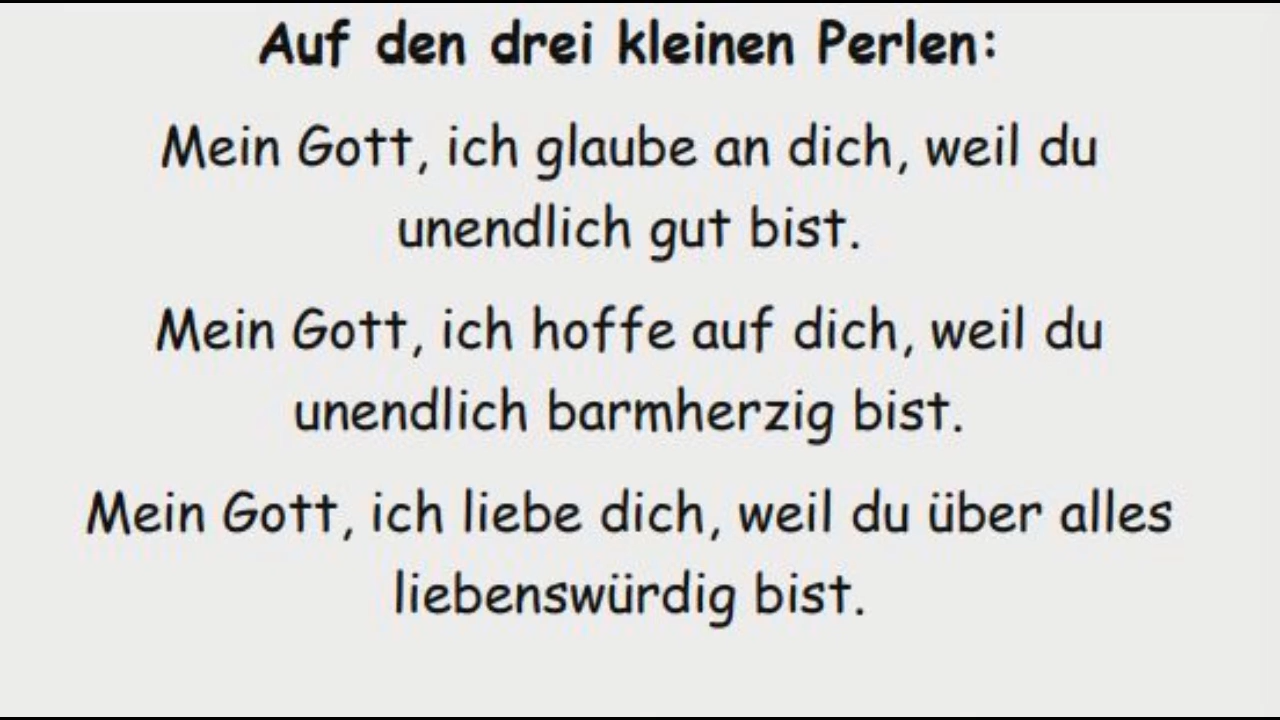 Auf den drei kleinen Perlen:
Mein Gott, ich glaube an dich, weil du
unendlich gut bist.
Mein Gott, ich hoffe auf dich, weil du
unendlich barmherzig bist.
Mein Gott, ich liebe dich, weil du über alles
liebenswürdig bist.